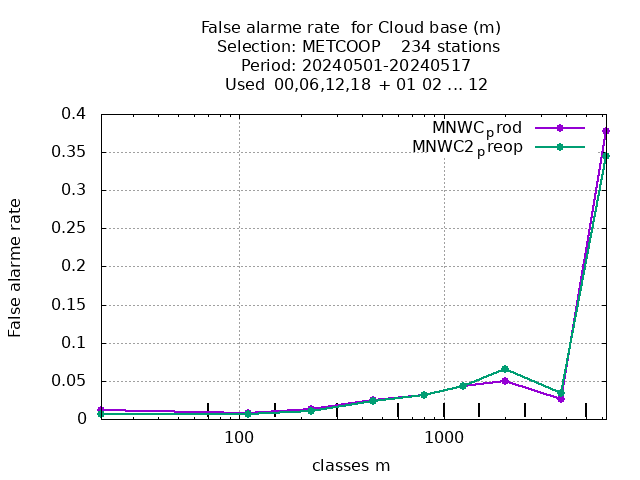 False alarme rate  for Cloud base (m)
Selection: METCOOP    234 stations
Period: 20240501-20240517
Used  00,06,12,18 + 01 02 ... 12
MNWCprod
MNWC2preop
0.4
0.35
0.3
0.25
0.2
0.15
0.1
0.05
0
False alarme rate
100
1000
classes m